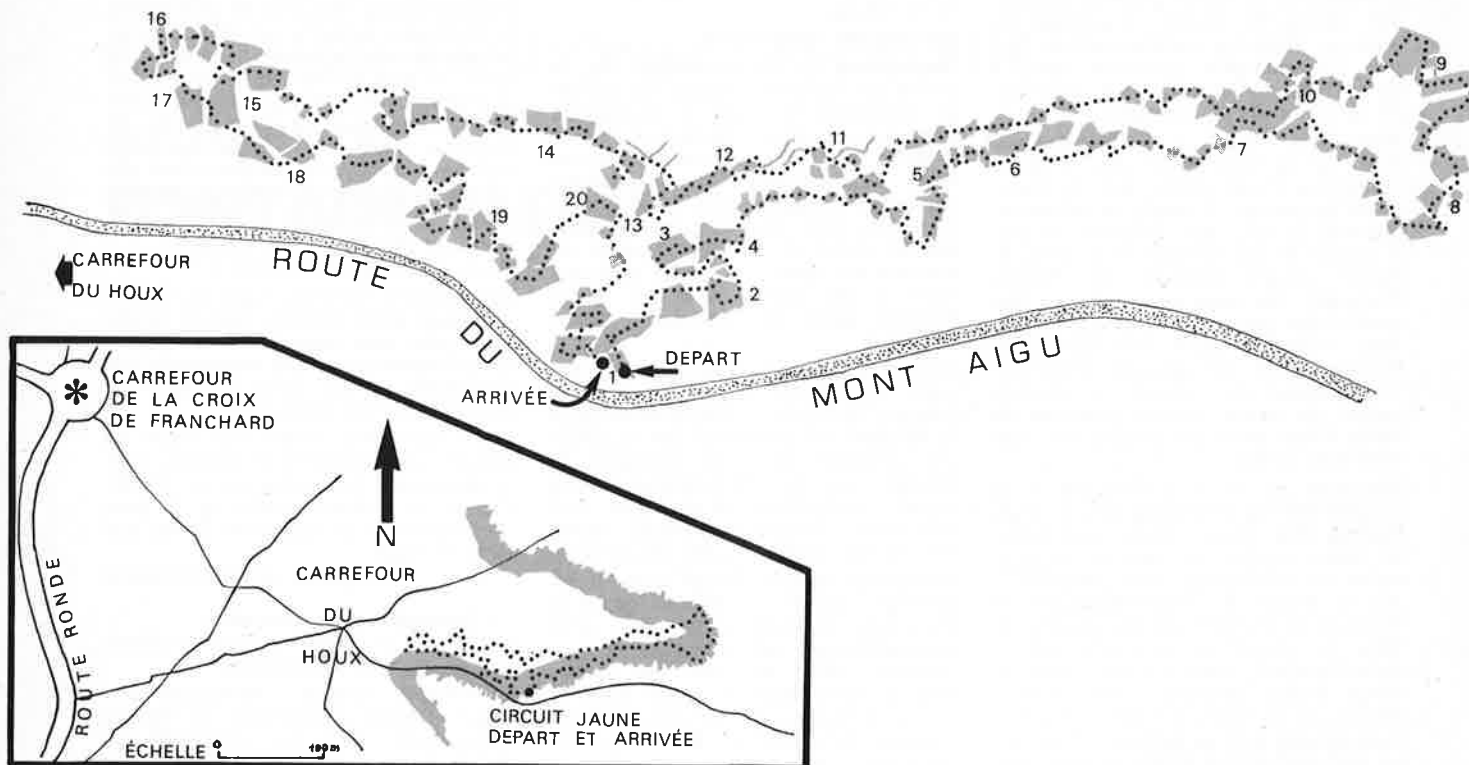 16
17
15
18
14
19
20
13
12
11
3
4
2
5
6
7
10
9
8
1
CARREFOUR
DU HOUX
ROUTE
DU
MONT AIGU
DEPART
ARRIVÉE
CARREFOUR
DE LA CROIX
DE FRANCHARD
N
ROUTE RONDE
CARREFOUR
DU
HOUX
CIRCUIT JAUNE
DEPART ET ARRIVÉE
ÉCHELLE 0 100 m